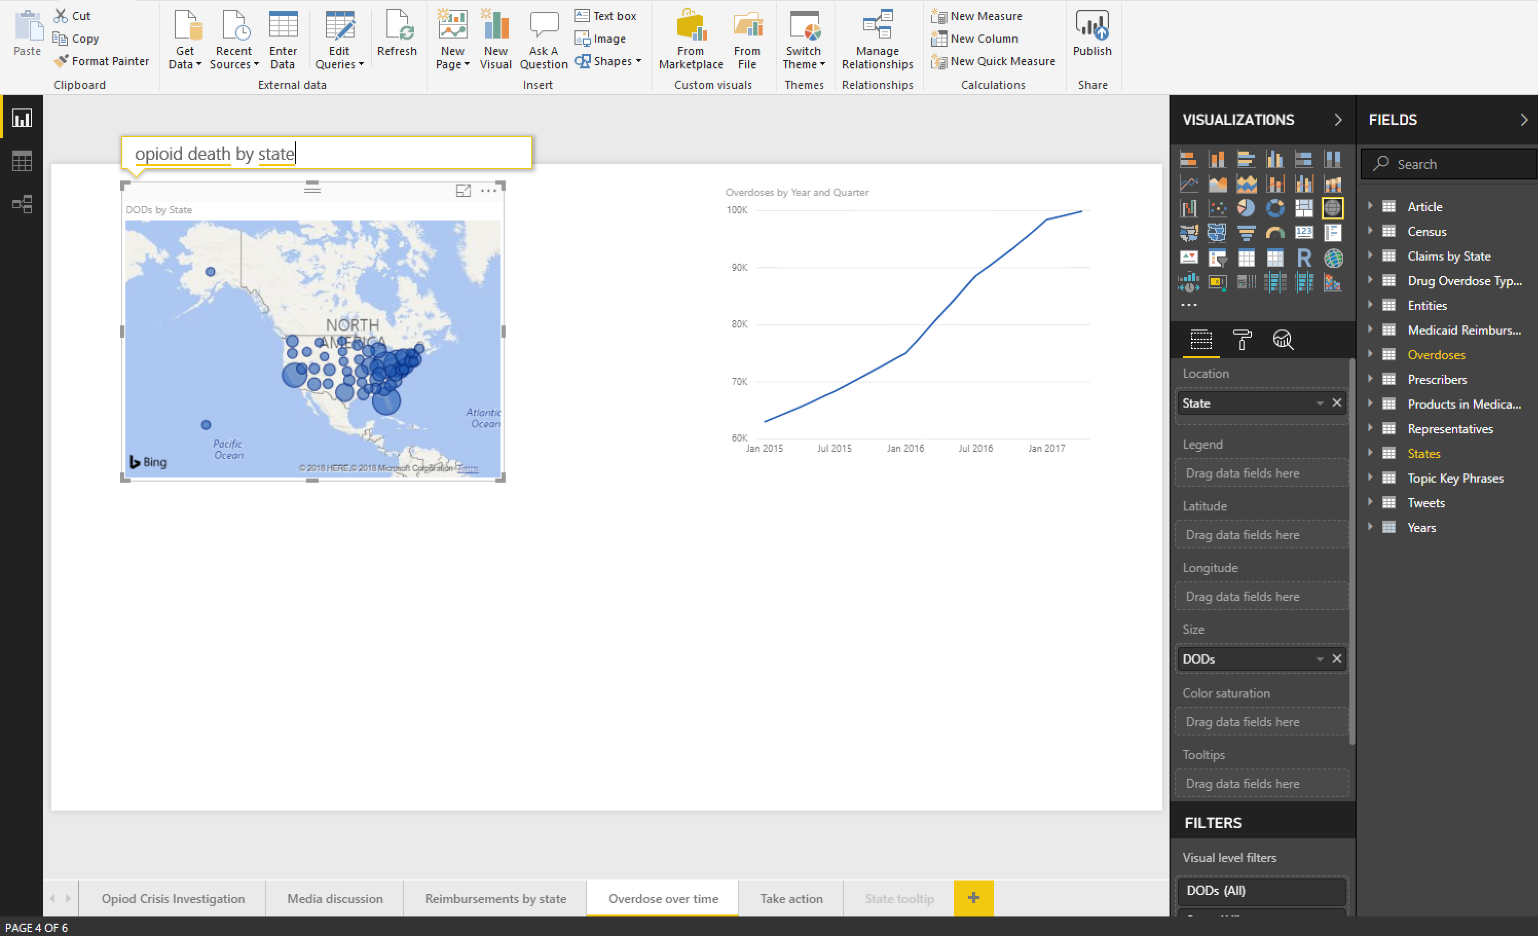 Paste
Cut
Copy
Format Painter
Clipboard
Get Data
Recent Sources
Enter Data
Edit Queries
Refresh
External data
New Page
New Visual
Ask A Question
Text box
Image
Shapes
Insert
From Marketplace
From File
Custom visuals
Switch Theme
Themes
Manage Relationships
Relationships
New Measure
New Column
New Quick Measure
Calculations
Publish
Share
opioid death by state
DODs by State
NORTH
AMERICA
Atlantic
Ocean
Pacific
Ocean
Bing
© 2018 HERE © 2018 Microsoft Corporation Terms
Overdoses by Year and Quarter
100K
90K
80K
70K
60K
Jan 2015
Jul 2015
Jan 2016
Jul 2016
Jan 2017
VISUALIZATIONS
123
R
Location
State
Legend
Drag data fields here
Latitude
Drag data fields here
Longitude
Drag data fields here
Size
DODs
Color saturation
Drag data fields here
Tooltips
Drag data fields here
FILTERS
Visual level filters
DODs (All)
FIELDS
Search
Article
Census
Claims by State
Drug Overdose Typ...
Entities
Medicaid Reimburs...
Overdoses
Prescribers
Products in Medica...
Representatives
States
Topic Key Phrases
Tweets
Years
Opiod Crisis Investigation
Media discussion
Reimbursements by state
Overdose over time
Take action
State tooltip
PAGE 4 OF 6